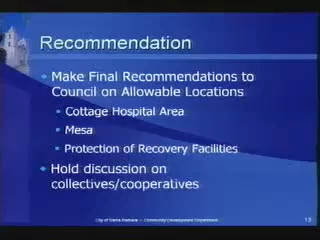 Recommendation
Make Final Recommendations to
Council on Allowable Locations
Cottage Hospital Area
Mesa
Protection of Recovery Facilities
Hold discussion on
collectives/cooperatives
City of Santa Barbara - Community Development Department
13